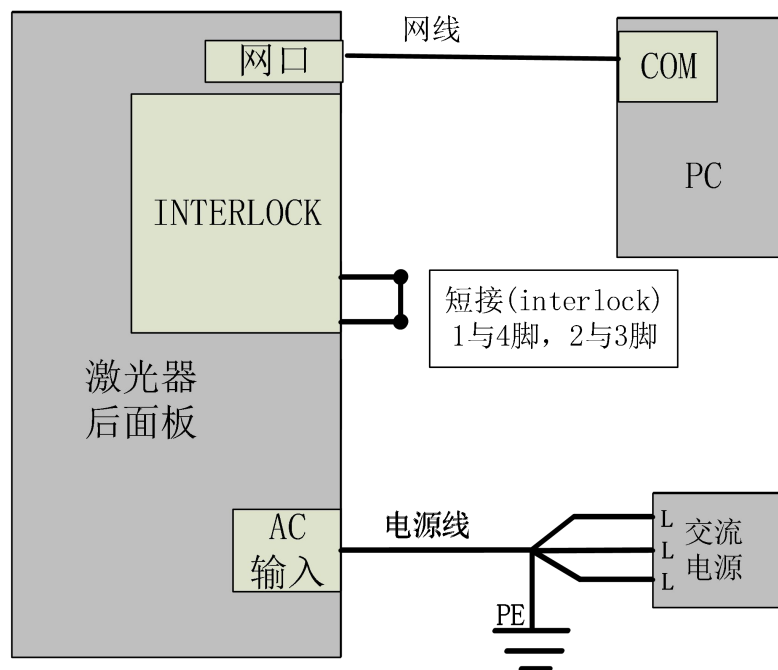 网线
网口
COM
PC
INTERLOCK
短接(interlock)
1与4脚，2与3脚
激光器
后面板
AC
输入
电源线
L
L
L
交流
电源
PE